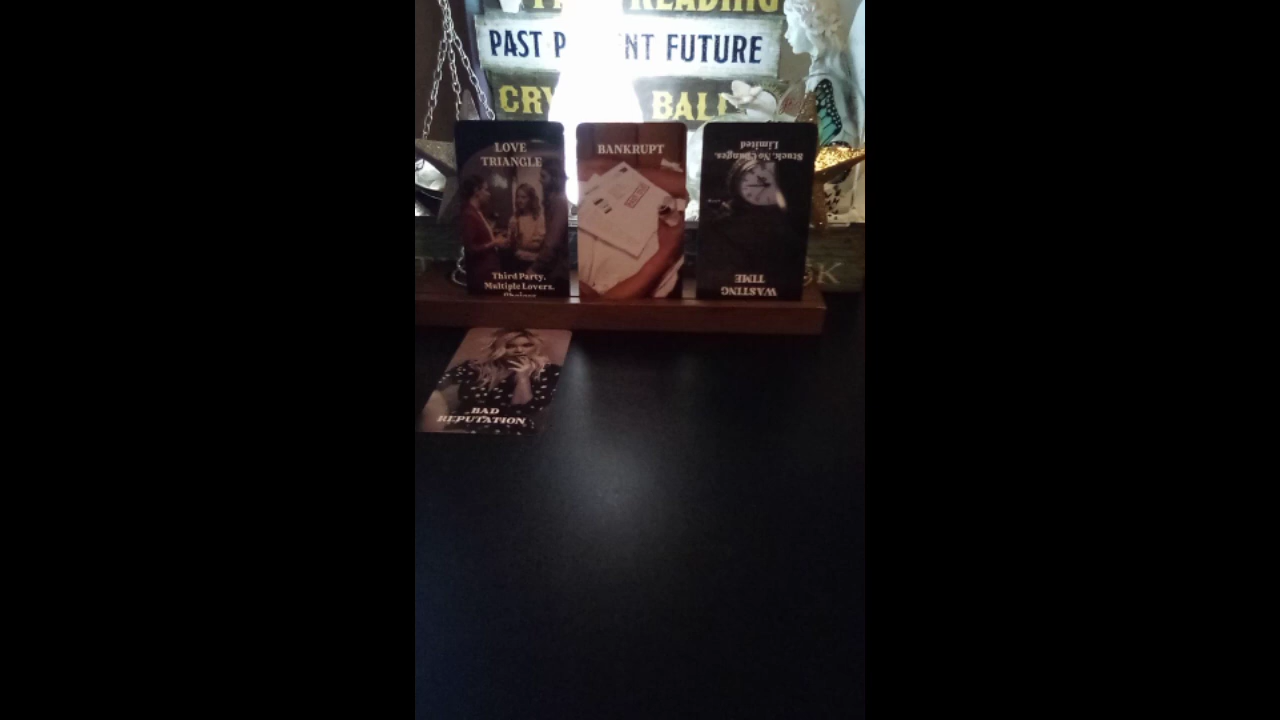 READING
PAST P NT FUTURE
CRY BALL
LOVE
TRIANGLE
Third Party.
Multiple Lovers.
BANKRUPT
Stuck. No Changes.
Limited
WASTING
TIME
BAD
REPUTATION